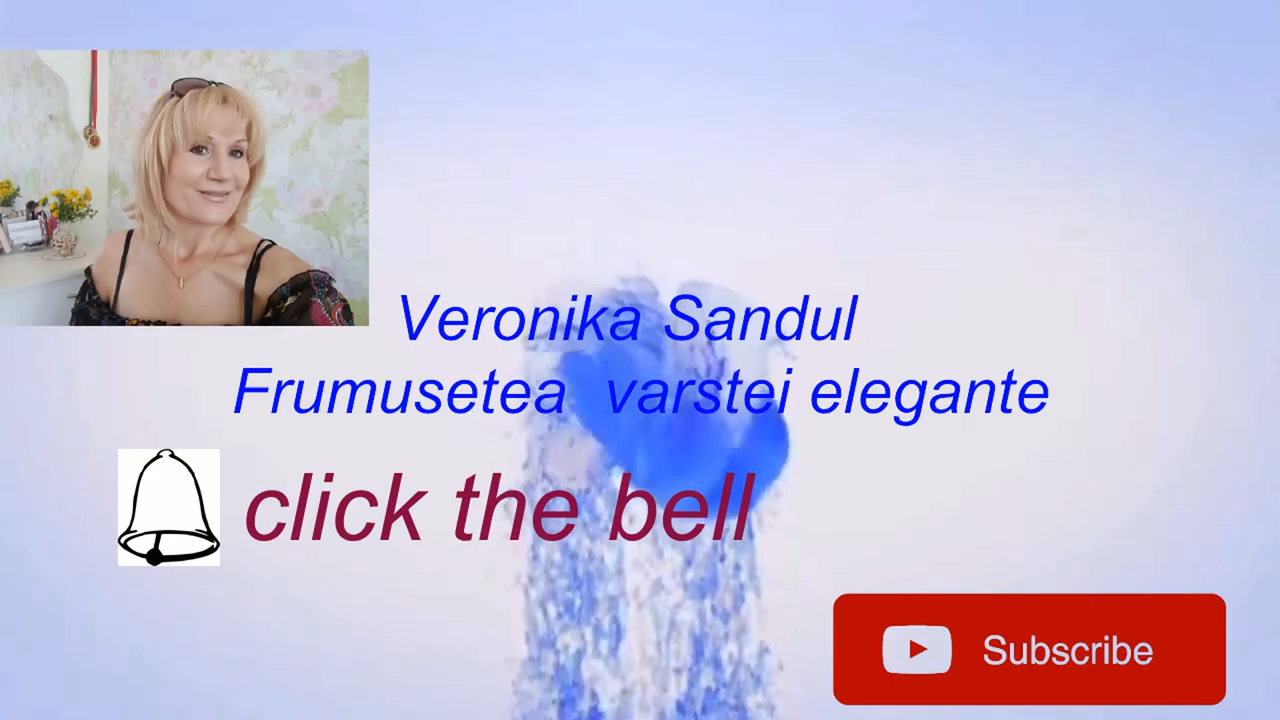 Veronika Sandul
Frumusetea varstei elegante
click the bell
Subscribe